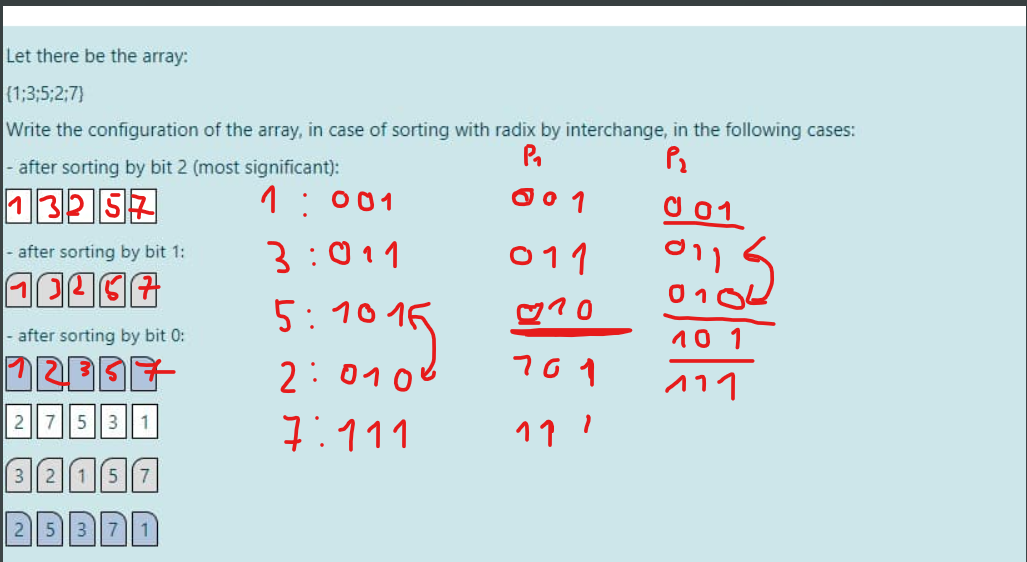 Let there be the array:
{1;3;5;2;7}
Write the configuration of the array, in case of sorting with radix by interchange, in the following cases:
- after sorting by bit 2 (most significant):
1 3 2 5 7
- after sorting by bit 1:
1 3 2 5 7
- after sorting by bit 0:
1 2 3 5 7
2 7 5 3 1
3 2 1 5 7
2 5 3 7 1
1 : 001
3 : 011
5 : 101
2 : 010
7 : 111
P1
001
011
010
101
111
P2
001
011
010
101
111